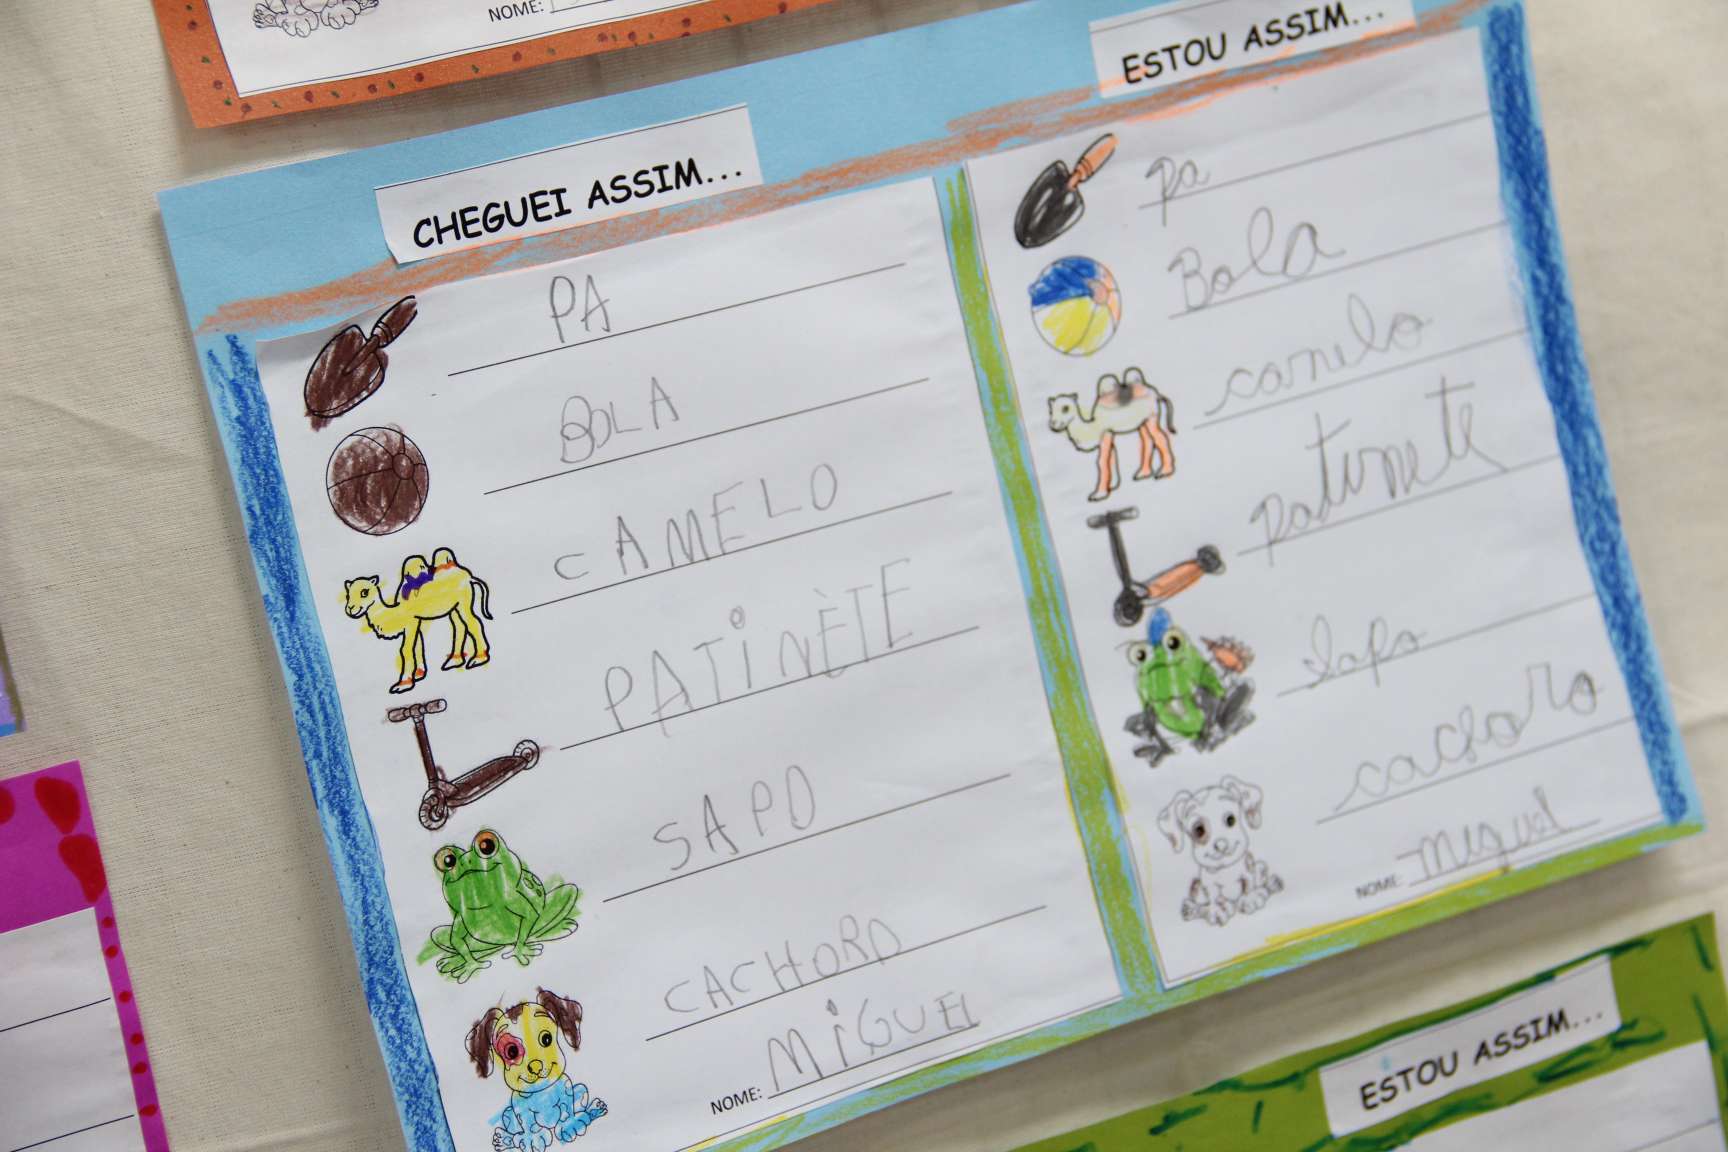 NOME:
CHEGUEI ASSIM...
PA
BOLA
CAMELO
PATINÈTE
SAPO
CACHORO
NOME: MIGUEL
ESTOU ASSIM...
pa
Bola
camelo
patinete
sapo
cachoro
NOME: miguel
ESTOU ASSIM...